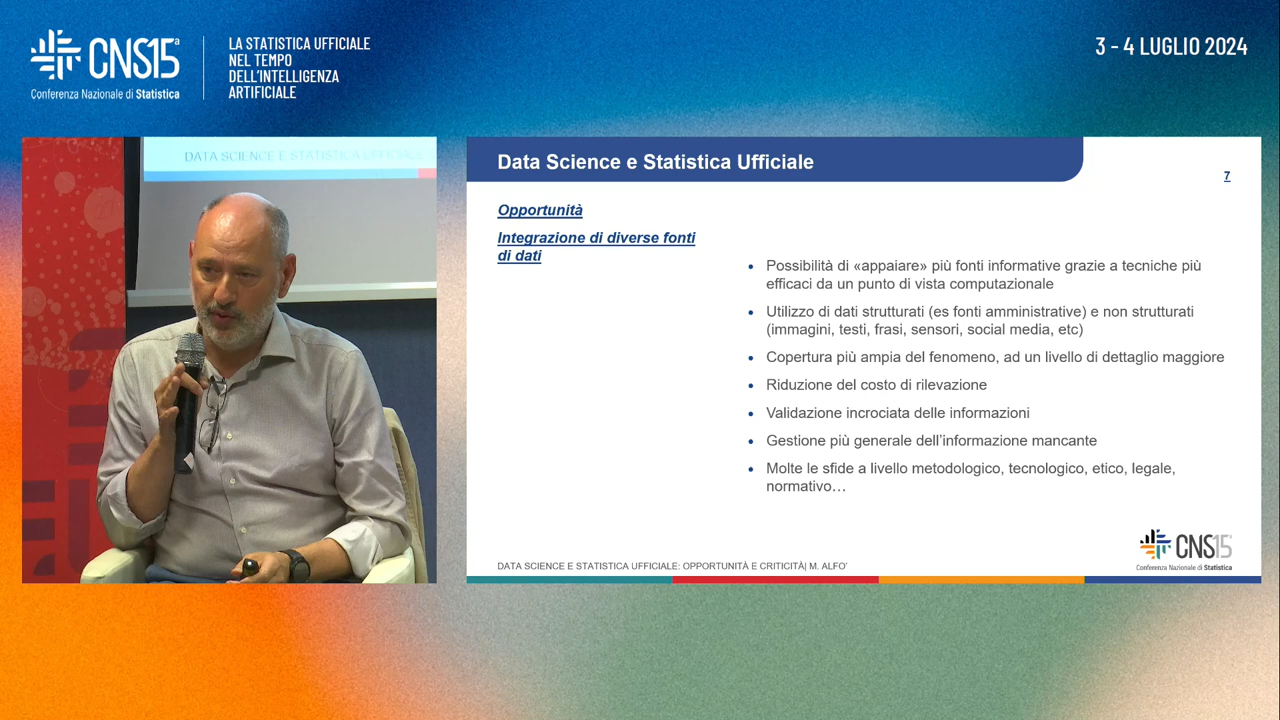 CNS15ª
Conferenza Nazionale di Statistica
LA STATISTICA UFFICIALE
NEL TEMPO
DELL'INTELLIGENZA
ARTIFICIALE
3 - 4 LUGLIO 2024
DATA SCIENCE E STATISTICA UFFICIALE
Data Science e Statistica Ufficiale
7
Opportunità
Integrazione di diverse fonti
di dati
• Possibilità di «appaiare» più fonti informative grazie a tecniche più
efficaci da un punto di vista computazionale
• Utilizzo di dati strutturati (es fonti amministrative) e non strutturati
(immagini, testi, frasi, sensori, social media, etc)
• Copertura più ampia del fenomeno, ad un livello di dettaglio maggiore
• Riduzione del costo di rilevazione
• Validazione incrociata delle informazioni
• Gestione più generale dell'informazione mancante
• Molte le sfide a livello metodologico, tecnologico, etico, legale,
normativo…
CNS15
Conferenza Nazionale di Statistica
DATA SCIENCE E STATISTICA UFFICIALE: OPPORTUNITÀ E CRITICITÀ| M. ALFO'